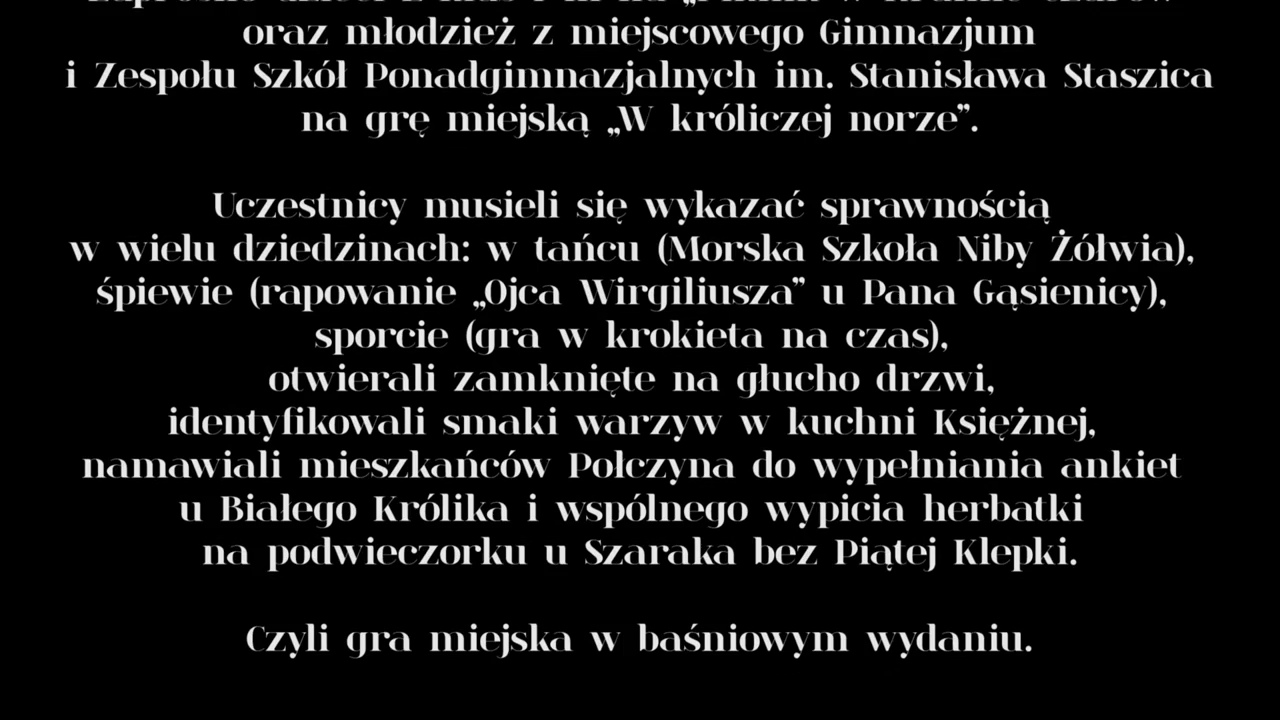 oraz młodzież z miejscowego Gimnazjum
i Zespołu Szkół Ponadgimnazjalnych im. Stanisława Staszica
na grę miejską „W króliczej norze”.
Uczestnicy musieli się wykazać sprawnością
w wielu dziedzinach: w tańcu (Morska Szkoła Niby Żółwia),
śpiewie (rapowanie „Ojca Wirgiliusza” u Pana Gąsienicy),
sporcie (gra w krokieta na czas),
otwierali zamknięte na głucho drzwi,
identyfikowali smaki warzyw w kuchni Księżnej,
namawiali mieszkańców Połczyna do wypełniania ankiet
u Białego Królika i wspólnego wypicia herbatki
na podwieczorku u Szaraka bez Piątej Klepki.
Czyli gra miejska w baśniowym wydaniu.